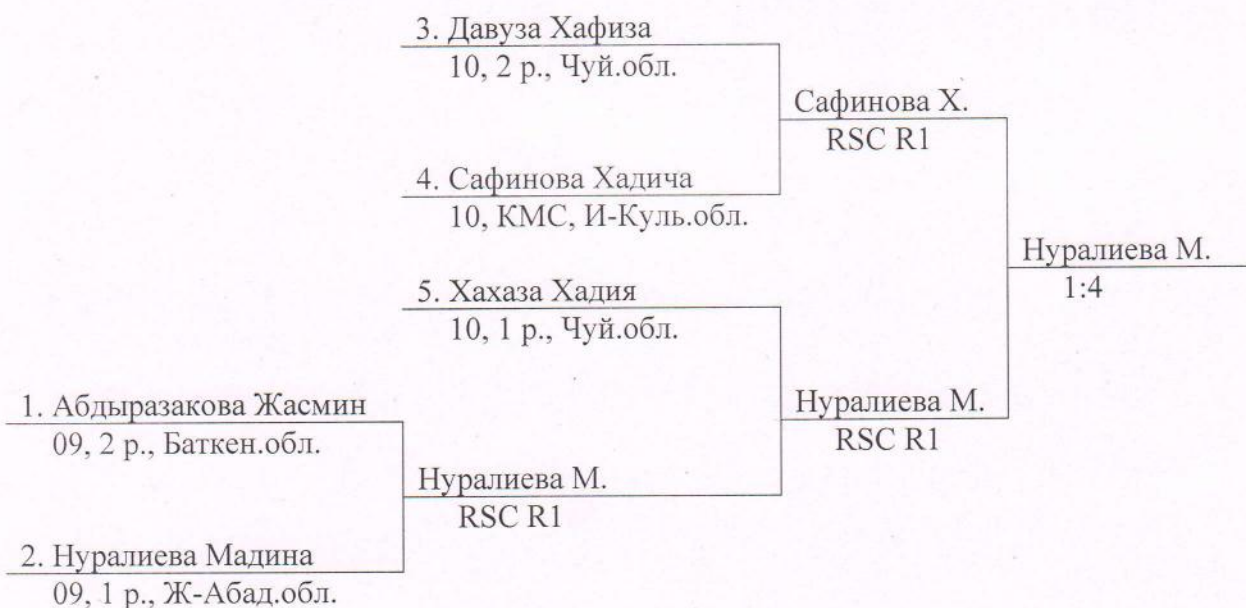 3. Давуза Хафиза
10, 2 р., Чуй.обл.
Сафинова Х.
RSC R1
4. Сафинова Хадича
10, КМС, И-Куль.обл.
Нуралиева М.
1:4
5. Хахаза Хадия
10, 1 р., Чуй.обл.
1. Абдыразакова Жасмин
09, 2 р., Баткен.обл.
Нуралиева М.
RSC R1
Нуралиева М.
RSC R1
2. Нуралиева Мадина
09, 1 р., Ж-Абад.обл.